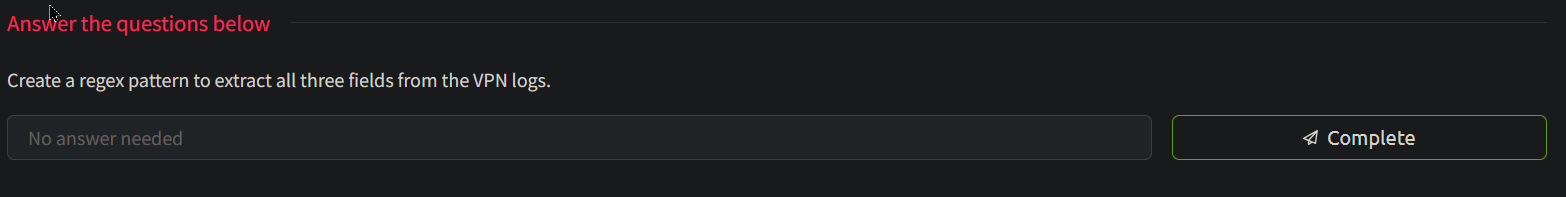 Answer the questions below
Create a regex pattern to extract all three fields from the VPN logs.
No answer needed
Complete